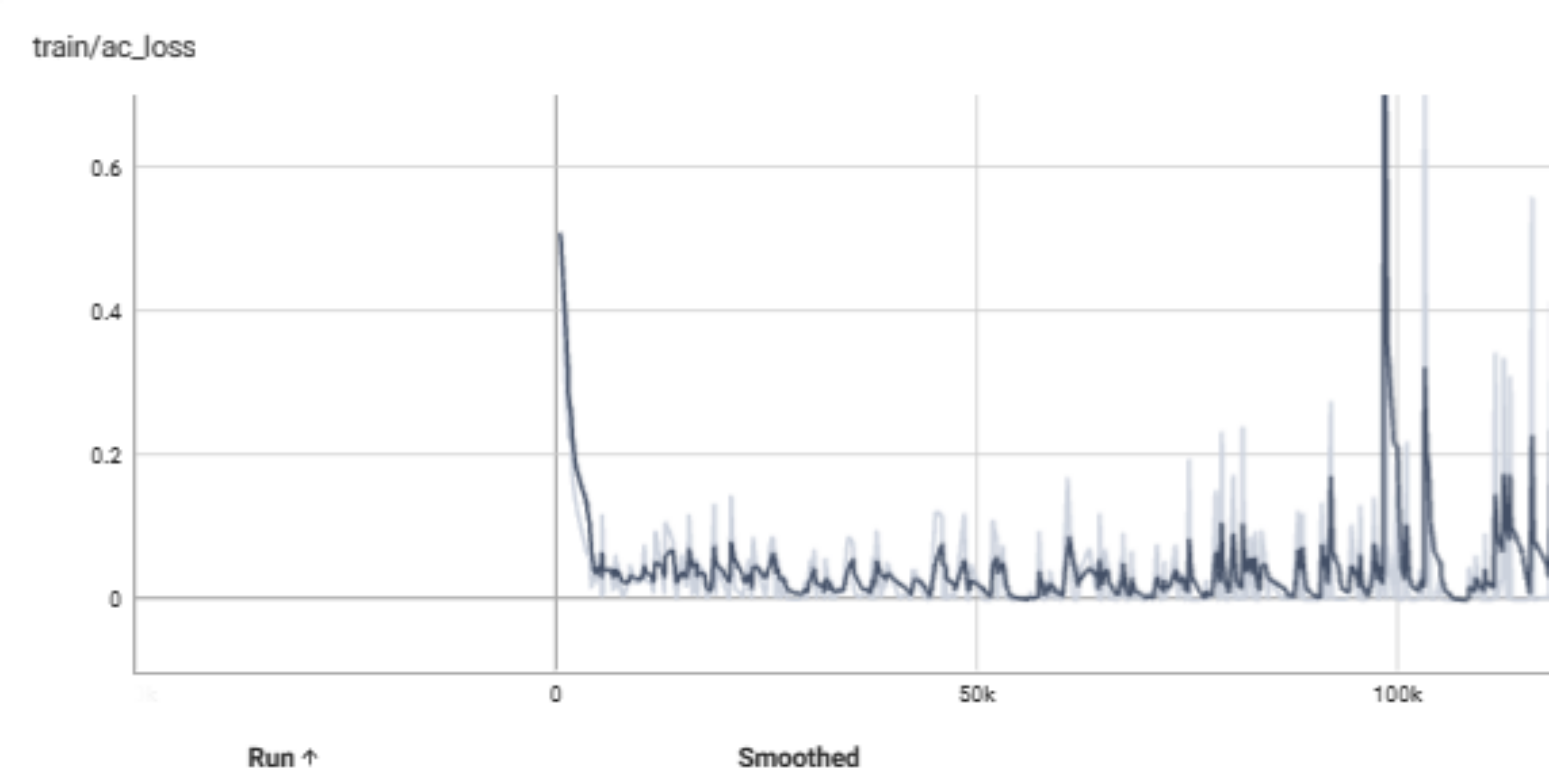 train/ac_loss
0.6
0.4
0.2
0
0 50k 100k
Run ↑ Smoothed